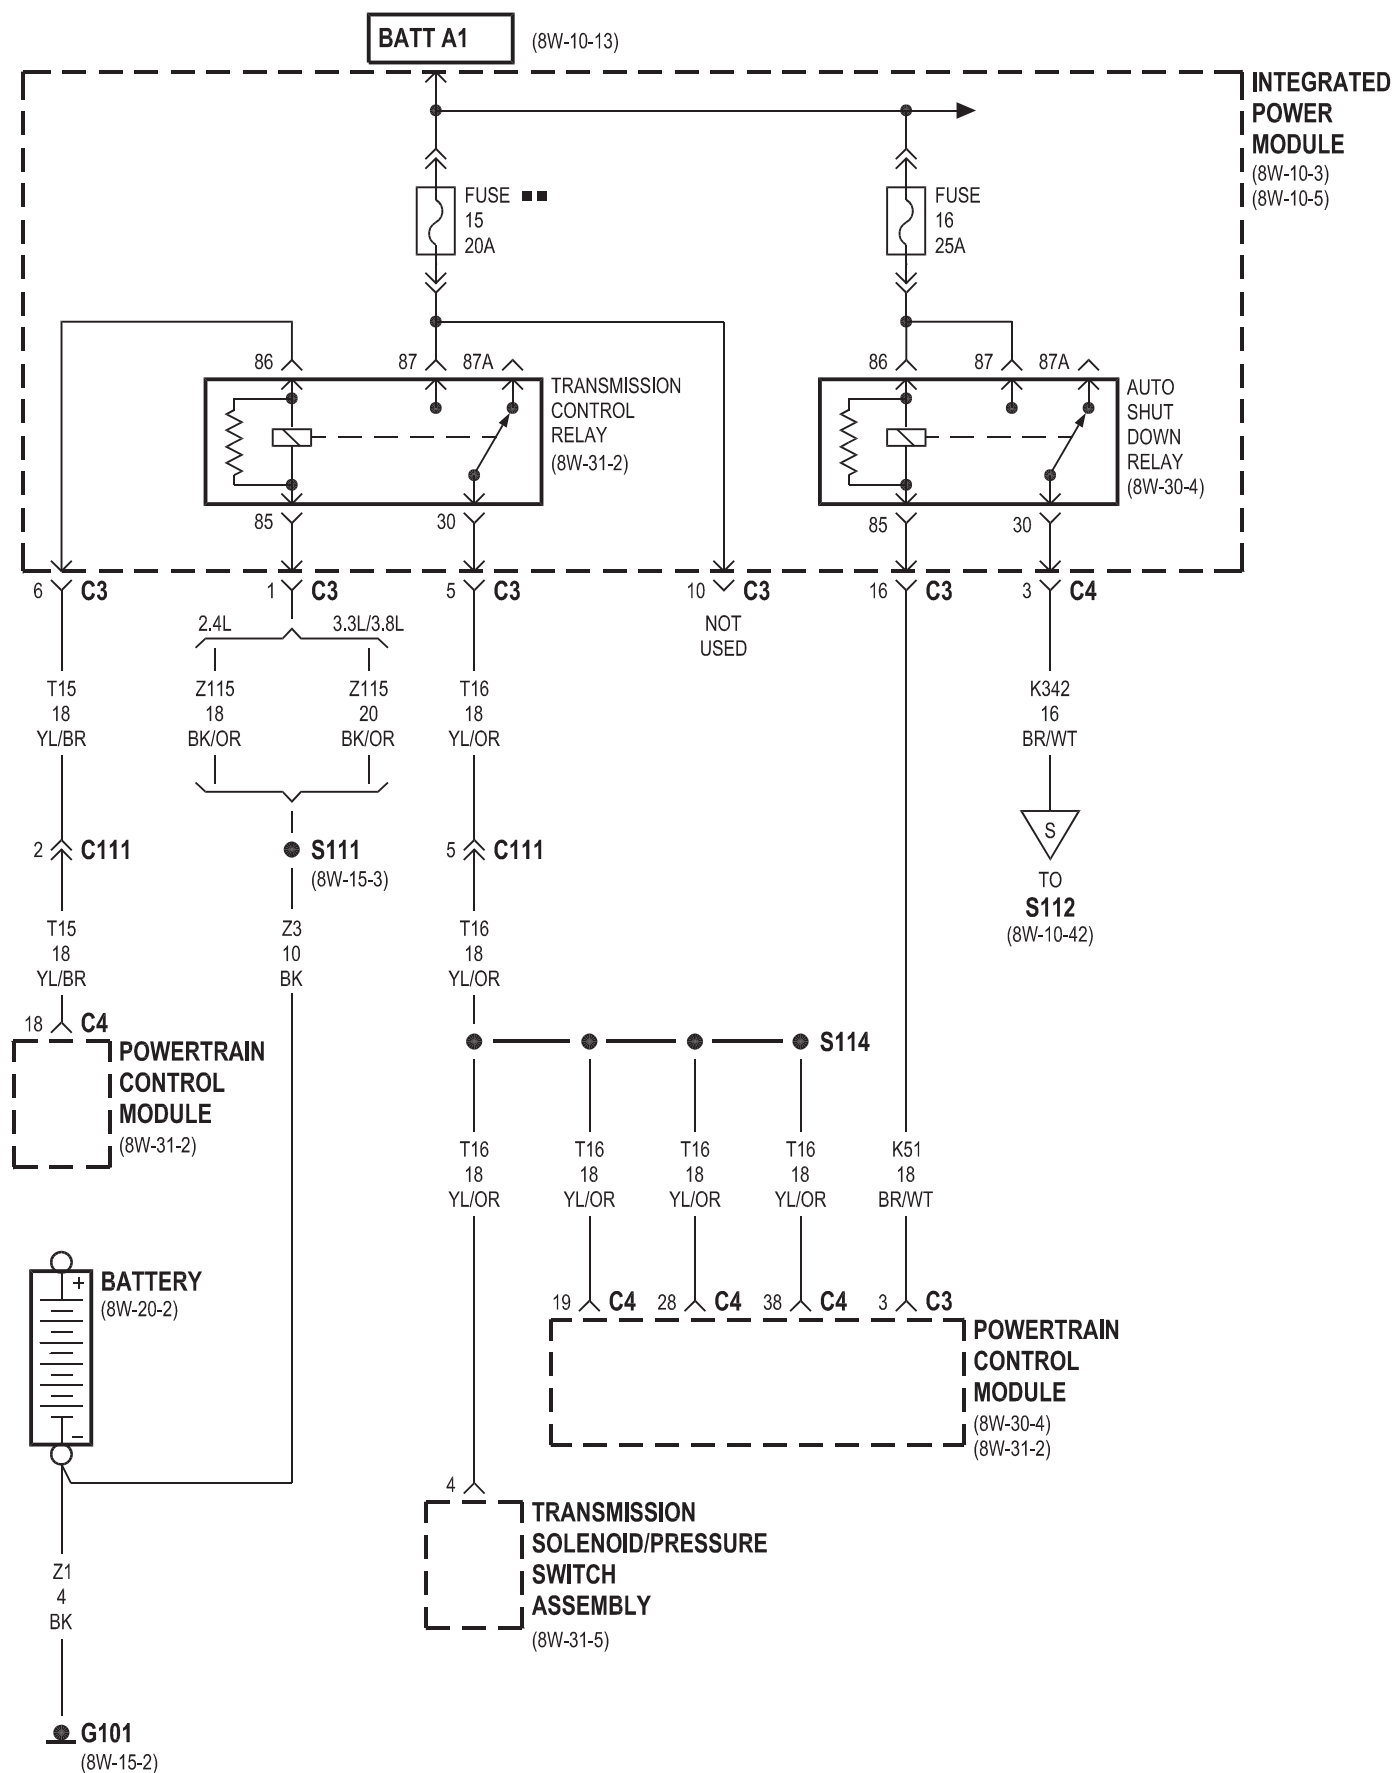 BATT A1
(8W-10-13)
INTEGRATED
POWER
MODULE
(8W-10-3)
(8W-10-5)
FUSE
15
20A
FUSE
16
25A
86
87
87A
86
87
87A
TRANSMISSION
CONTROL
RELAY
(8W-31-2)
AUTO
SHUT
DOWN
RELAY
(8W-30-4)
85
30
85
30
6
C3
1
C3
5
C3
10
C3
16
C3
3
C4
NOT
USED
2.4L
3.3L/3.8L
T15
18
YL/BR
Z115
18
BK/OR
Z115
20
BK/OR
T16
18
YL/OR
K342
16
BR/WT
S
TO
S112
(8W-10-42)
2
C111
S111
(8W-15-3)
5
C111
T15
18
YL/BR
Z3
10
BK
T16
18
YL/OR
18
C4
POWERTRAIN
CONTROL
MODULE
(8W-31-2)
S114
T16
18
YL/OR
T16
18
YL/OR
T16
18
YL/OR
T16
18
YL/OR
K51
18
BR/WT
+
-
BATTERY
(8W-20-2)
19
C4
28
C4
38
C4
3
C3
POWERTRAIN
CONTROL
MODULE
(8W-30-4)
(8W-31-2)
4
TRANSMISSION
SOLENOID/PRESSURE
SWITCH
ASSEMBLY
(8W-31-5)
Z1
4
BK
G101
(8W-15-2)